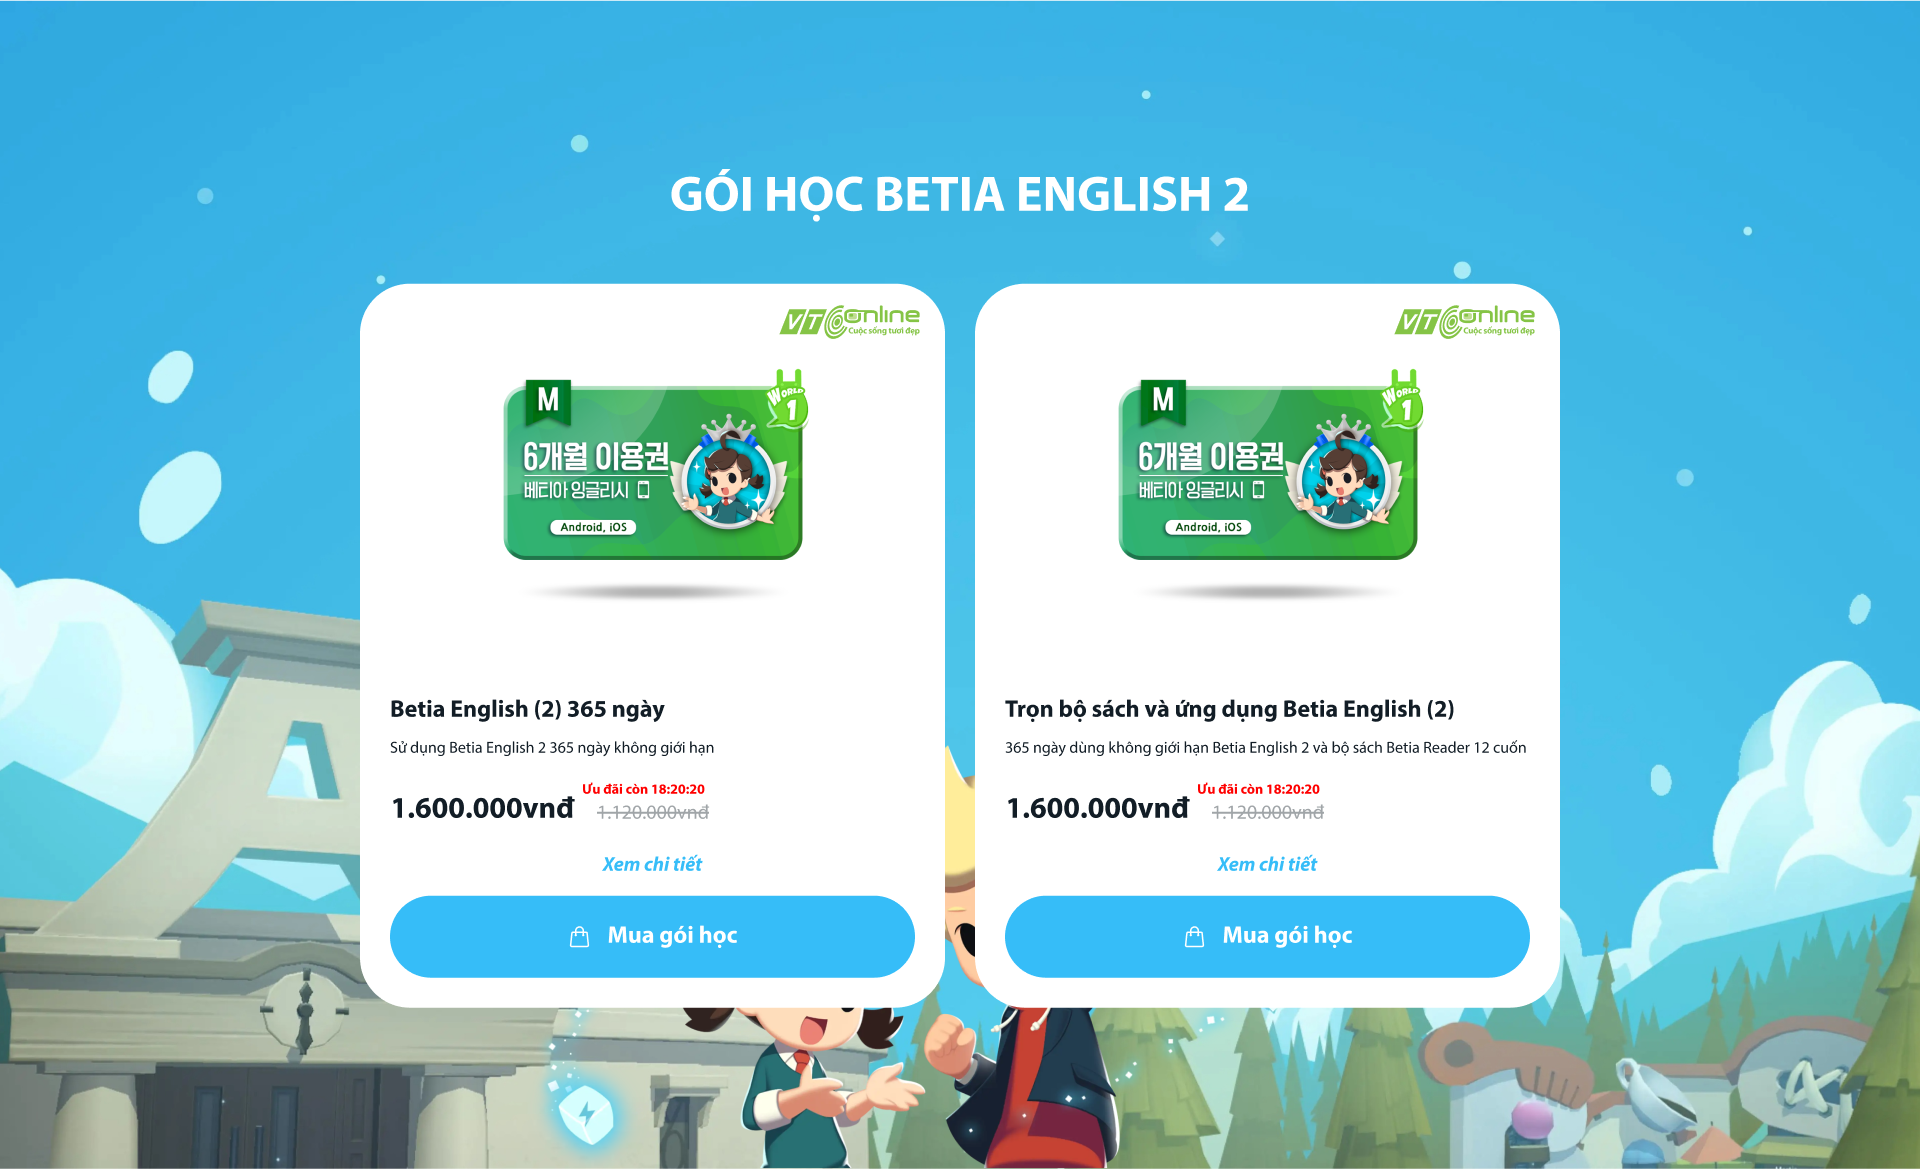 GÓI HỌC BETIA ENGLISH 2
VTC online
Cuộc sống tươi đẹp
M
WORLD
1
6개월 이용권
베티아 잉글리시
Android, iOS
Betia English (2) 365 ngày
Sử dụng Betia English 2 365 ngày không giới hạn
Ưu đãi còn 18:20:20
1.600.000vnđ 1.120.000vnđ
Xem chi tiết
Mua gói học
VTC online
Cuộc sống tươi đẹp
M
WORLD
1
6개월 이용권
베티아 잉글리시
Android, iOS
Trọn bộ sách và ứng dụng Betia English (2)
365 ngày dùng không giới hạn Betia English 2 và bộ sách Betia Reader 12 cuốn
Ưu đãi còn 18:20:20
1.600.000vnđ 1.120.000vnđ
Xem chi tiết
Mua gói học